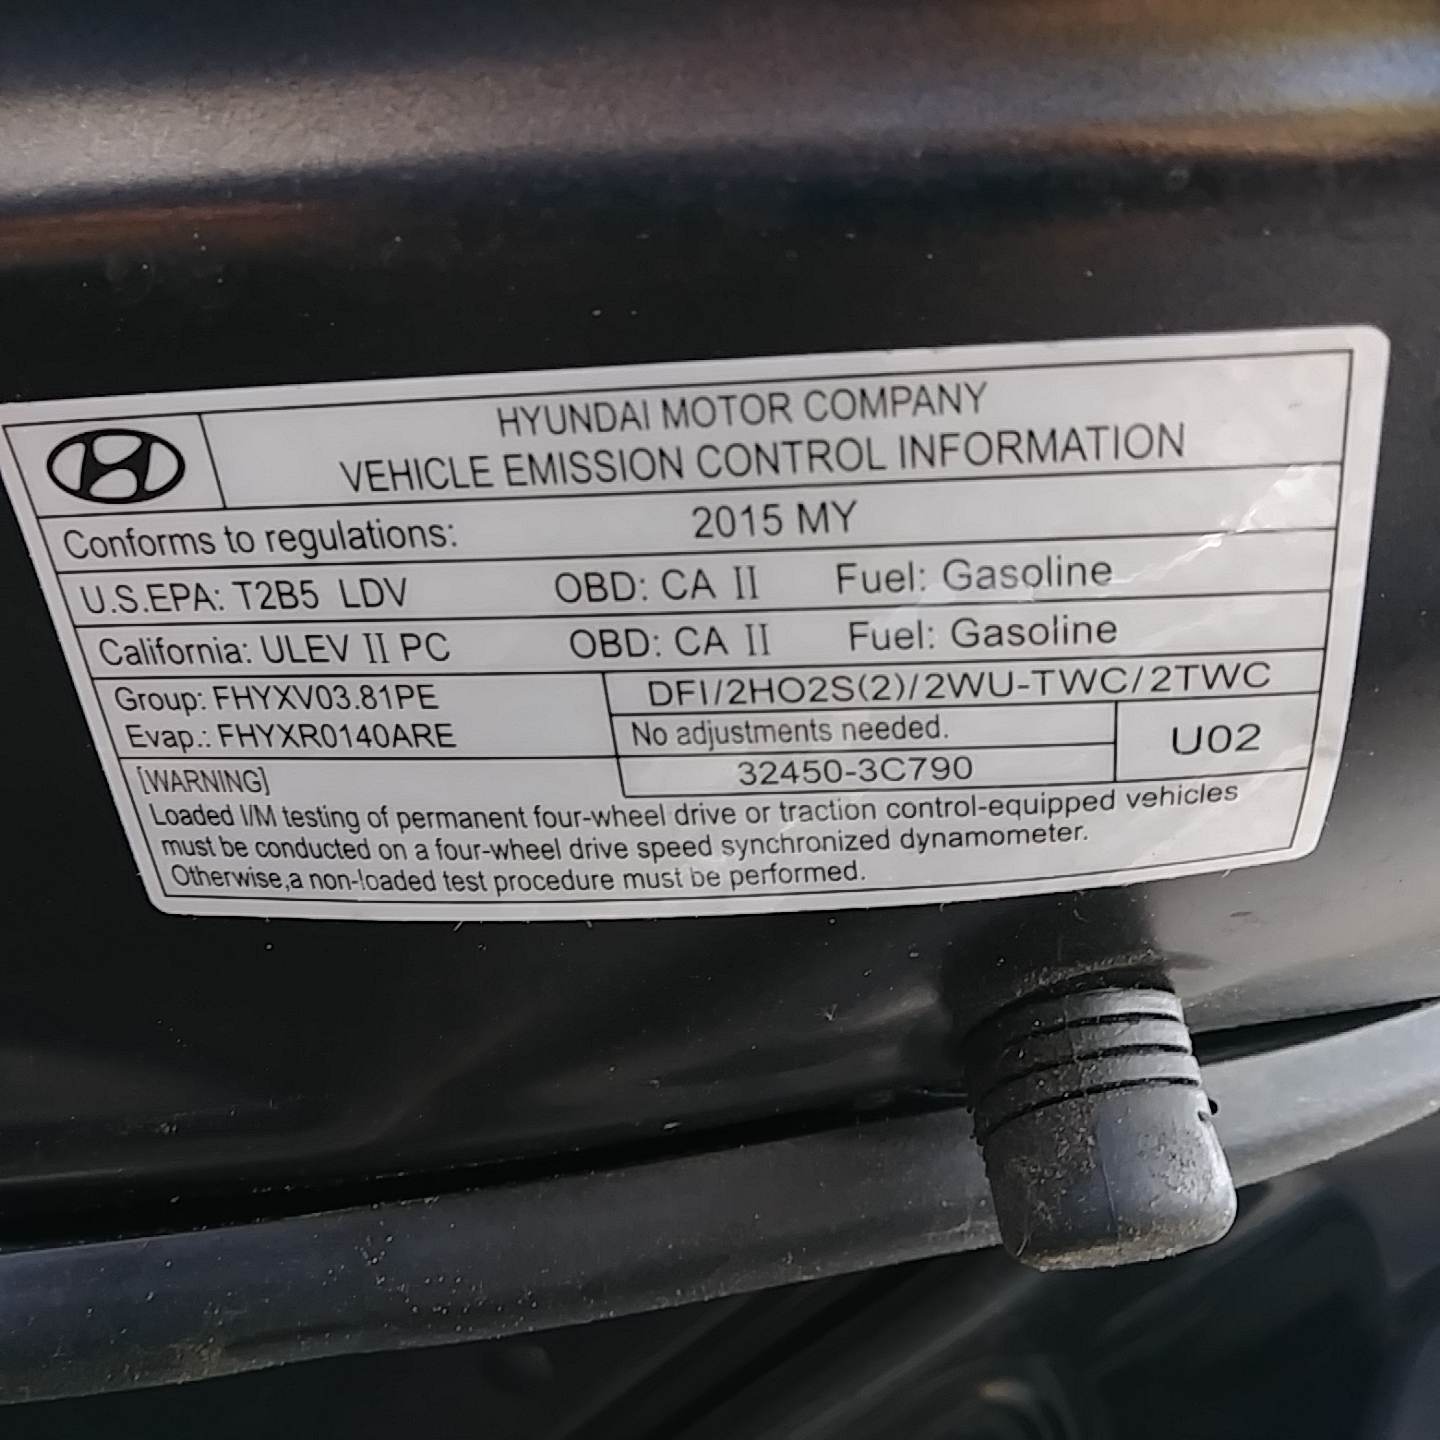 HYUNDAI MOTOR COMPANY
VEHICLE EMISSION CONTROL INFORMATION
Conforms to regulations: 2015 MY
U.S.EPA: T2B5 LDV OBD: CA II Fuel: Gasoline
California: ULEV II PC OBD: CA II Fuel: Gasoline
Group: FHYXV03.81PE DFI/2HO2S(2)/2WU-TWC/2TWC
Evap.: FHYXR0140ARE No adjustments needed. U02
32450-3C790
[WARNING]
Loaded I/M testing of permanent four-wheel drive or traction control-equipped vehicles
must be conducted on a four-wheel drive speed synchronized dynamometer.
Otherwise,a non-loaded test procedure must be performed.